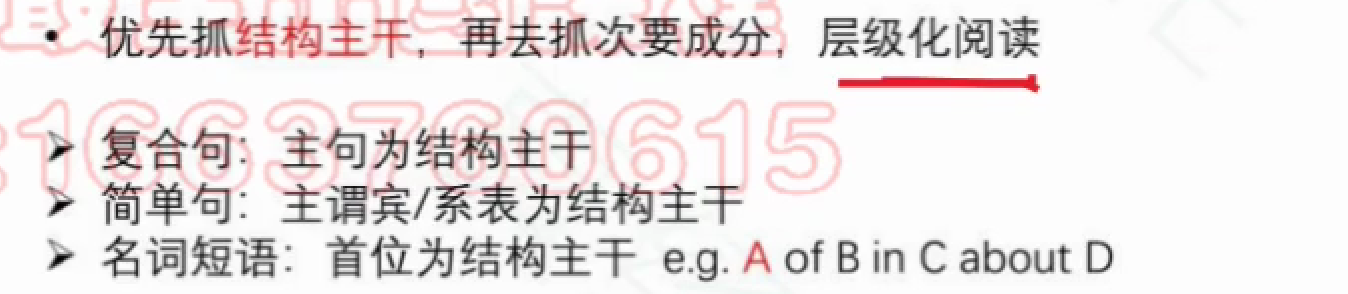 • 优先抓结构主干，再去抓次要成分，层级化阅读
:1663760615
➢ 复合句：主句为结构主干
➢ 简单句：主谓宾/系表为结构主干
➢ 名词短语：首位为结构主干 e.g. A of B in C about D